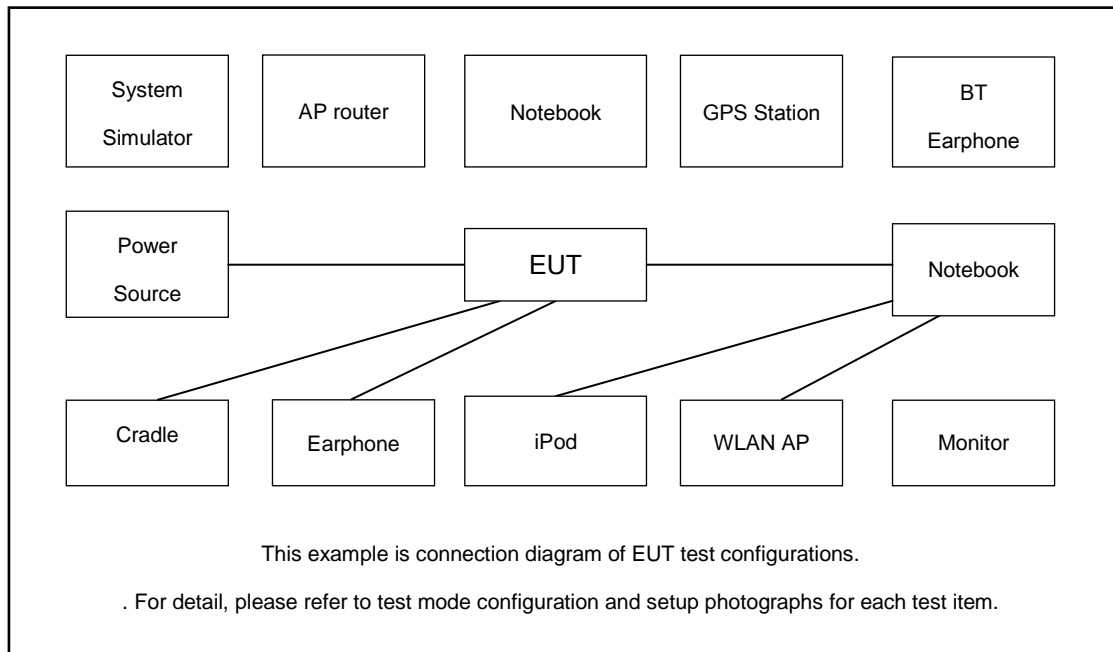 System
Simulator
AP router
Notebook
GPS Station
BT
Earphone
Power
Source
EUT
Notebook
Cradle
Earphone
iPod
WLAN AP
Monitor
This example is connection diagram of EUT test configurations.
. For detail, please refer to test mode configuration and setup photographs for each test item.